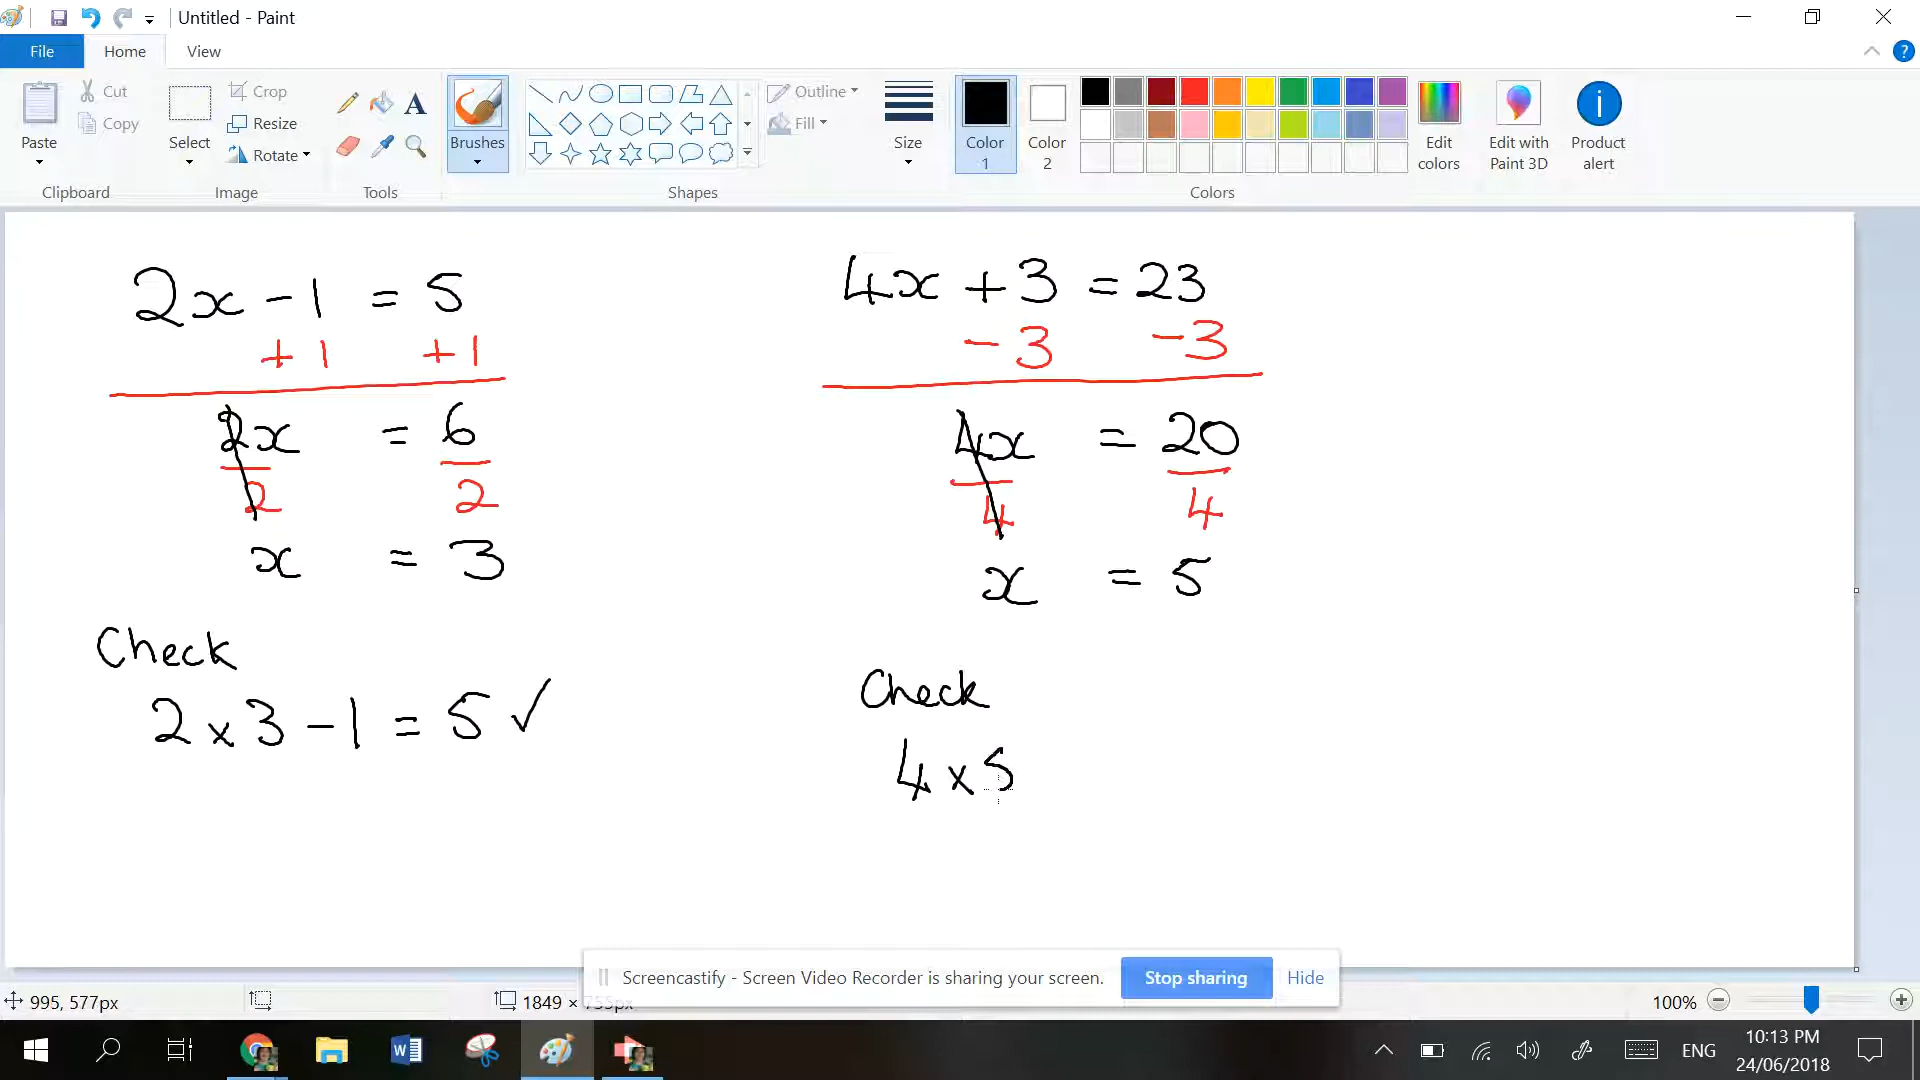 Untitled - Paint
File Home View
Paste
Cut
Copy
Clipboard
Select
Crop
Resize
Rotate
Image
A
Tools
Brushes
Outline
Fill
Shapes
Size
Color 1
Color 2
Edit colors
Edit with Paint 3D
Product alert
Colors
2x - 1 = 5
+1 +1
2x = 6
2 2
x = 3
Check
2 x 3 - 1 = 5 ✓
4x + 3 = 23
-3 -3
4x = 20
4 4
x = 5
Check
4 x 5
Screencastify - Screen Video Recorder is sharing your screen. Stop sharing Hide
995, 577px 1849 × 755px 100%
ENG 10:13 PM
24/06/2018